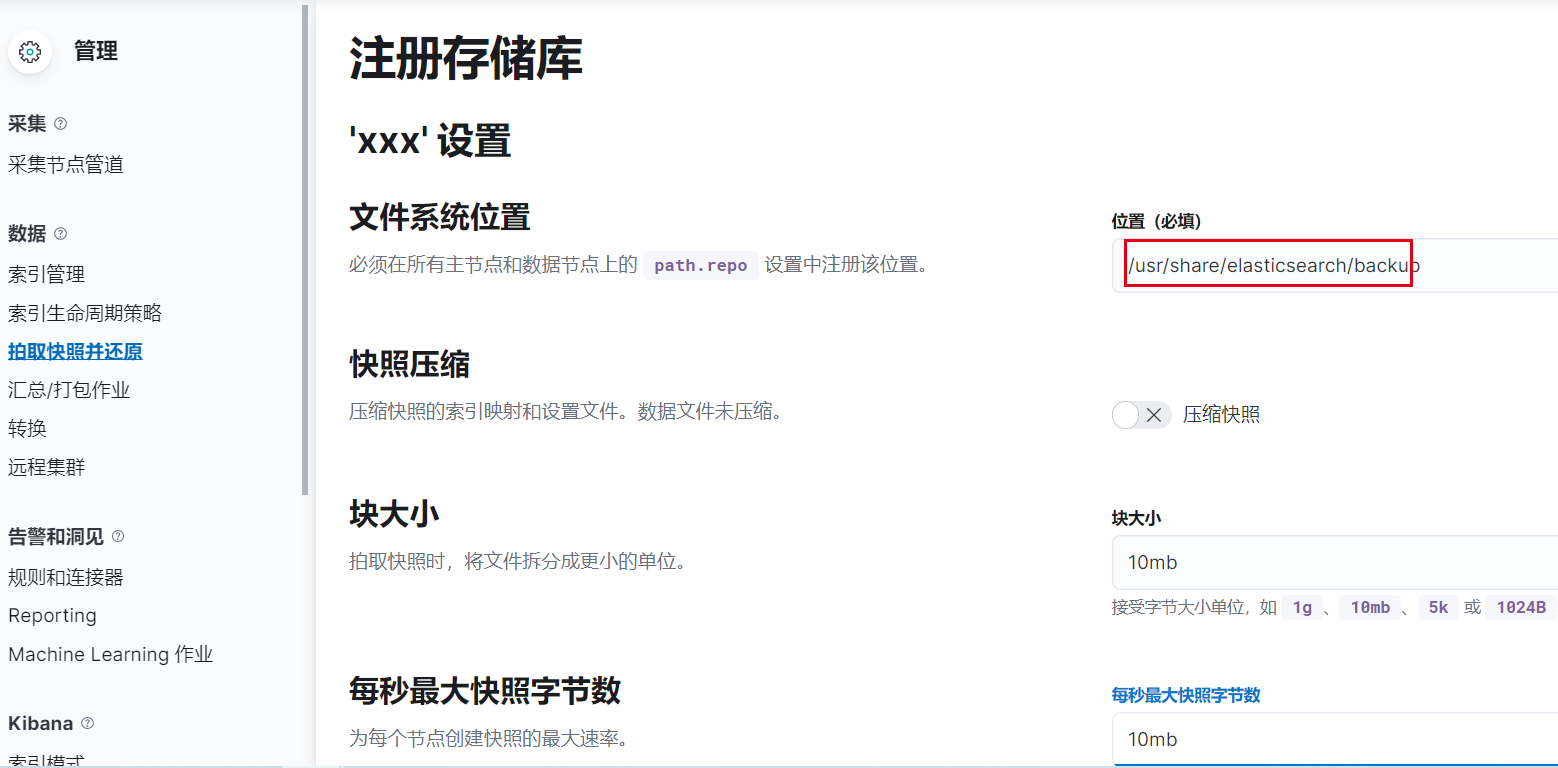 管理
采集
采集节点管道
数据
索引管理
索引生命周期策略
拍取快照并还原
汇总/打包作业
转换
远程集群
告警和洞见
规则和连接器
Reporting
Machine Learning 作业
Kibana
索引模式
注册存储库
'xxx' 设置
文件系统位置
必须在所有主节点和数据节点上的 path.repo 设置中注册该位置。
位置（必填）
/usr/share/elasticsearch/backup
快照压缩
压缩快照的索引映射和设置文件。数据文件未压缩。
压缩快照
块大小
拍取快照时，将文件拆分成更小的单位。
块大小
10mb
接受字节大小单位，如 1g 、 10mb 、 5k 或 1024B
每秒最大快照字节数
为每个节点创建快照的最大速率。
每秒最大快照字节数
10mb